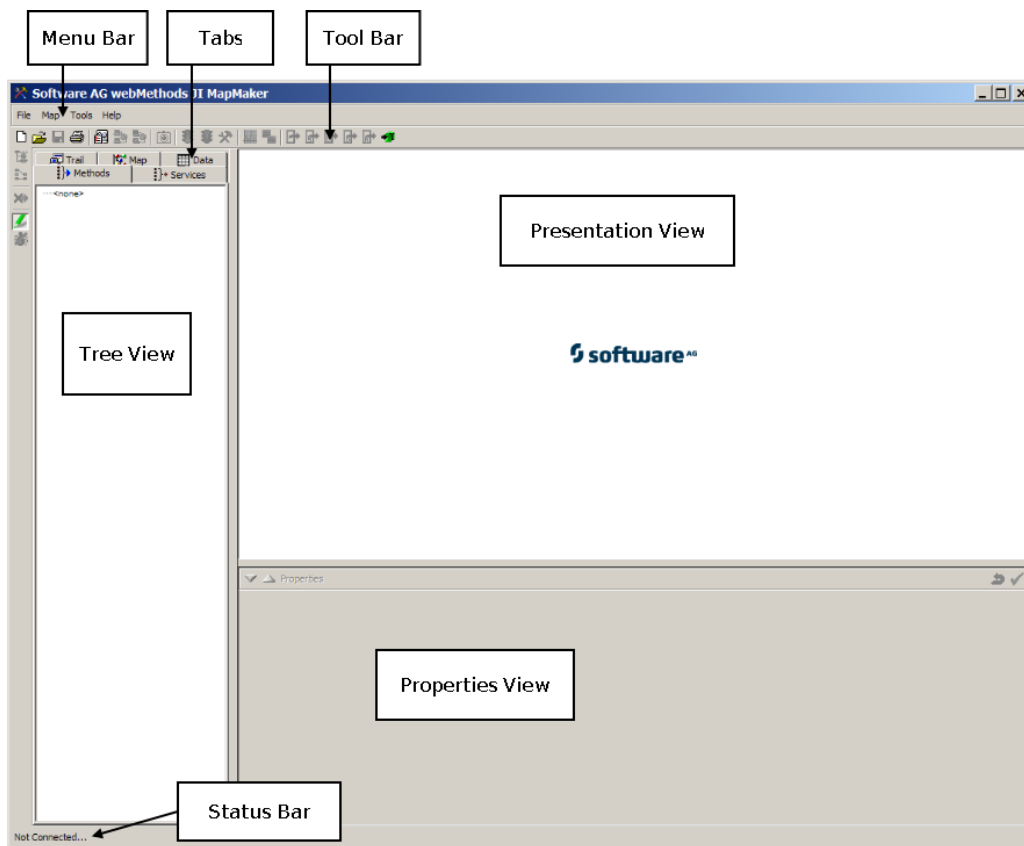 Menu Bar
Tabs
Tool Bar
Software AG webMethods JI MapMaker
File Map Tools Help
Trail Map Data
Methods Services
<none>
Presentation View
Tree View
software AG
Properties
Properties View
Status Bar
Not Connected...